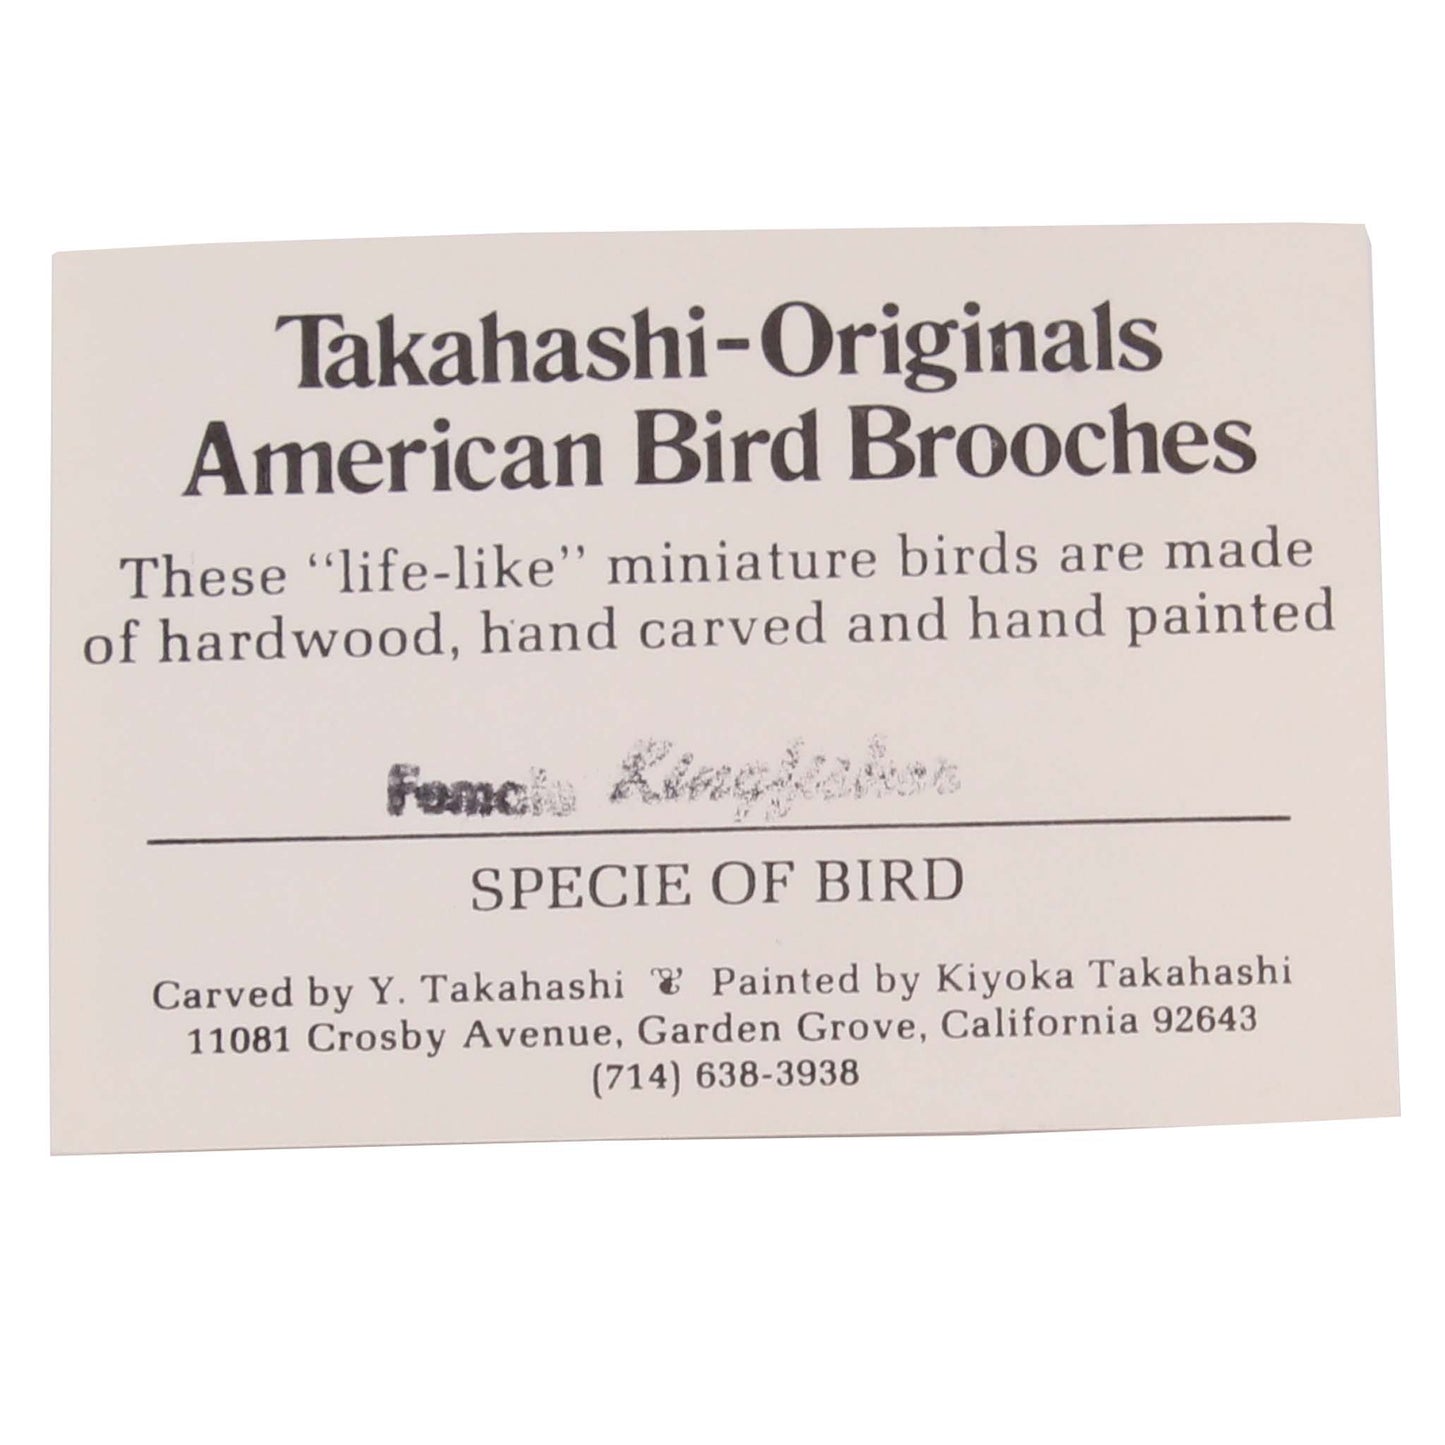 Takahashi-Originals
American Bird Brooches
These “life-like” miniature birds are made
of hardwood, hand carved and hand painted
Female Kingfisher
SPECIE OF BIRD
Carved by Y. Takahashi ❦ Painted by Kiyoka Takahashi
11081 Crosby Avenue, Garden Grove, California 92643
(714) 638-3938